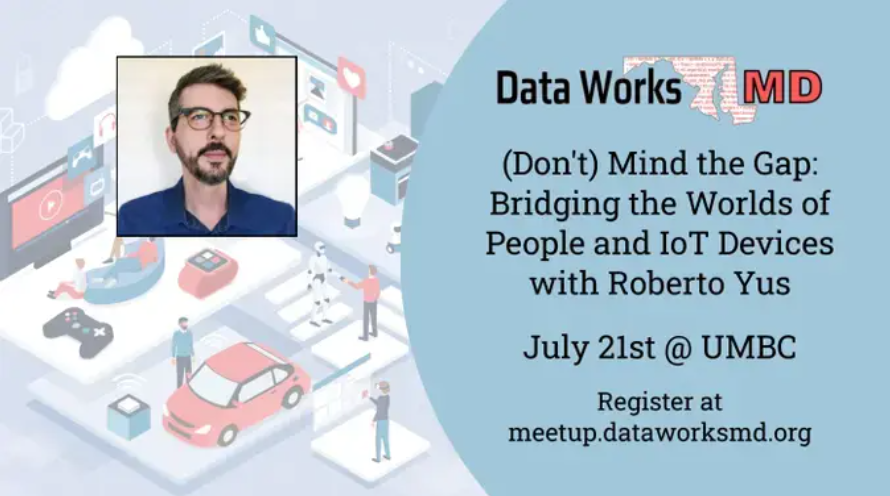 Data Works MD
(Don't) Mind the Gap:
Bridging the Worlds of
People and IoT Devices
with Roberto Yus
July 21st @ UMBC
Register at
meetup.dataworksmd.org